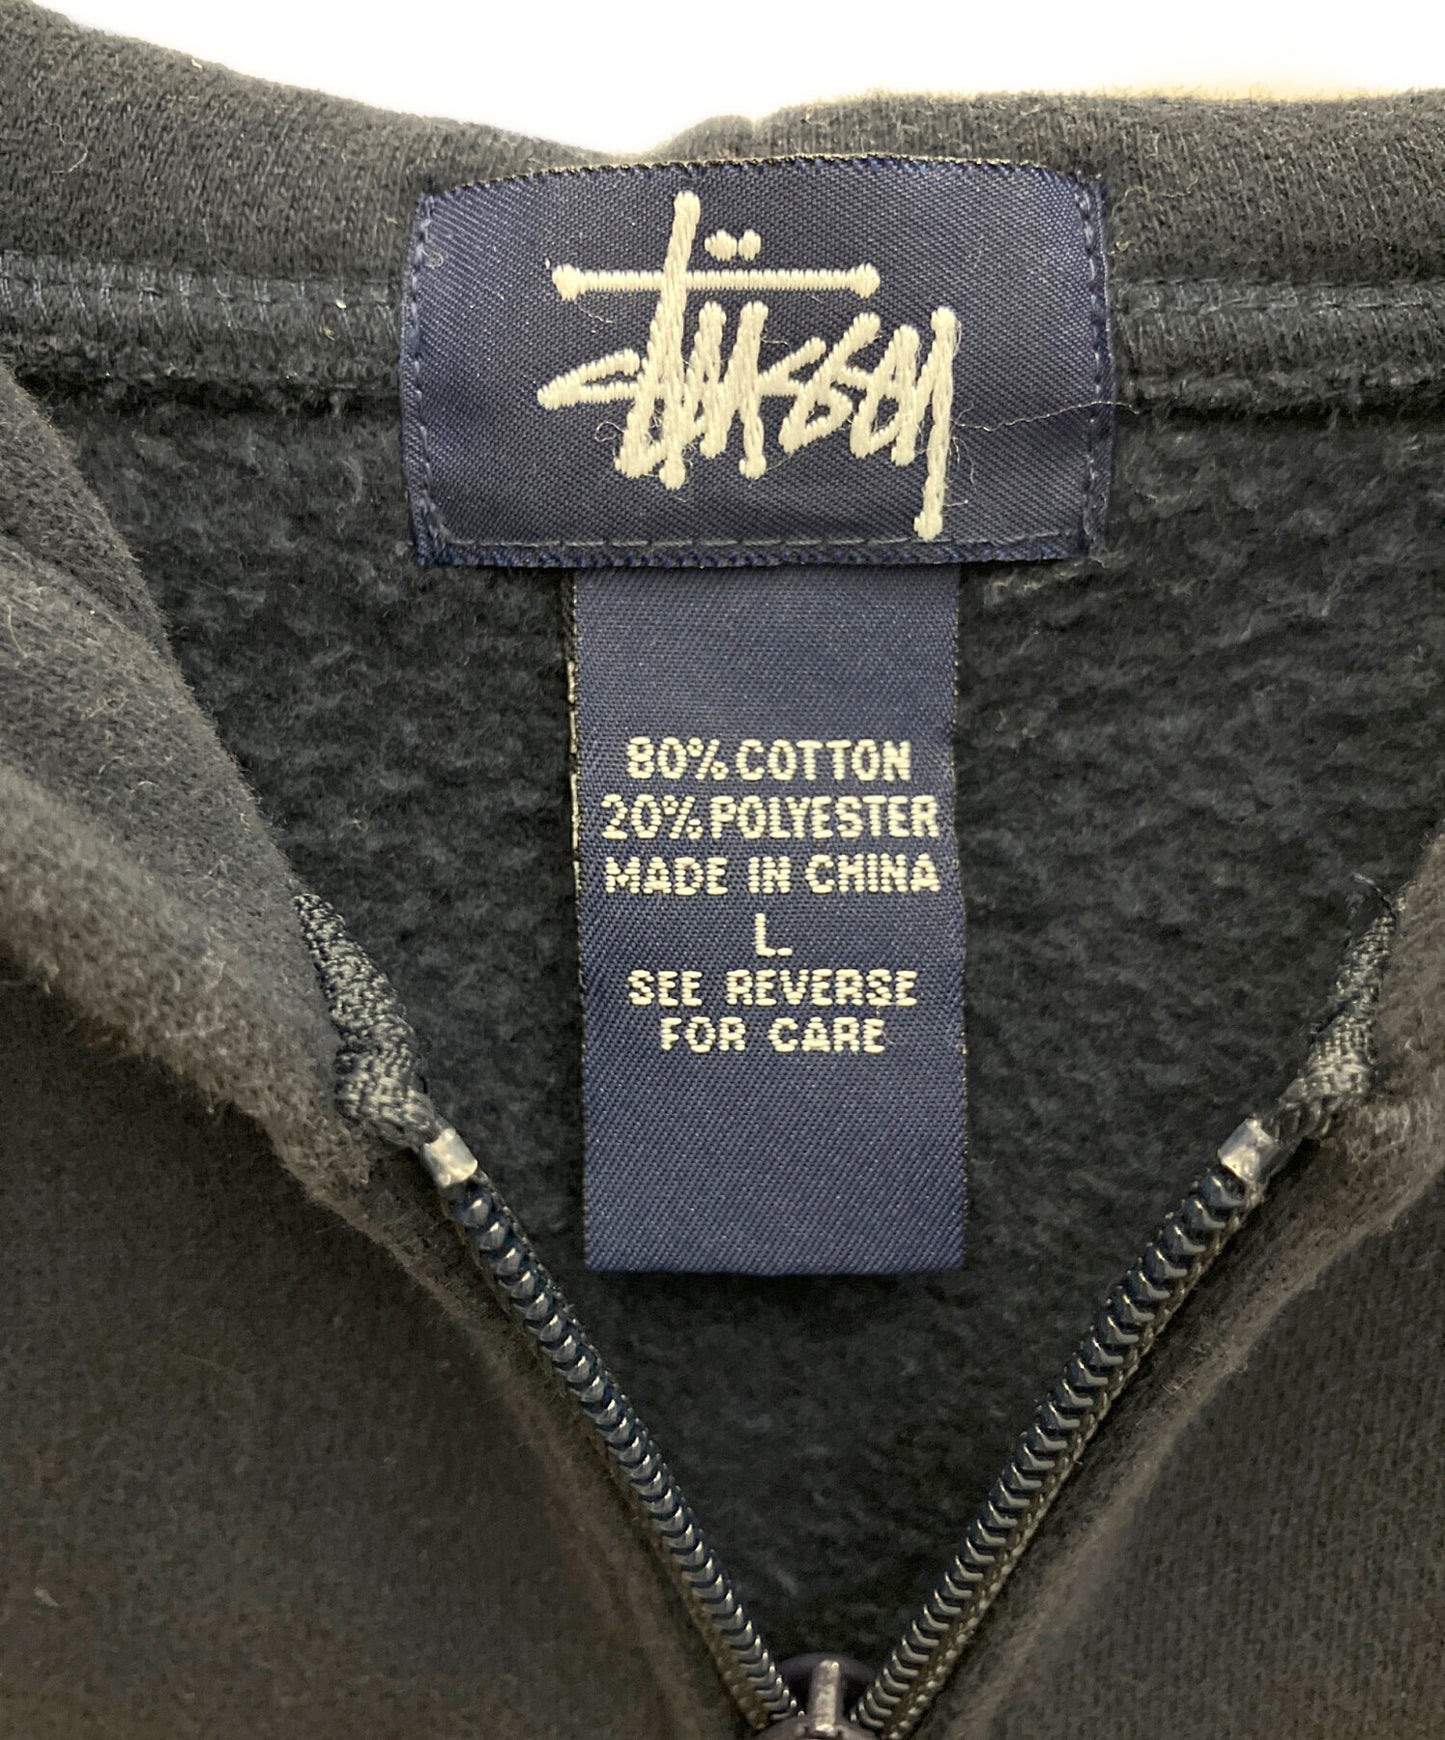 Stüssy
80% COTTON
20% POLYESTER
MADE IN CHINA
L
SEE REVERSE
FOR CARE